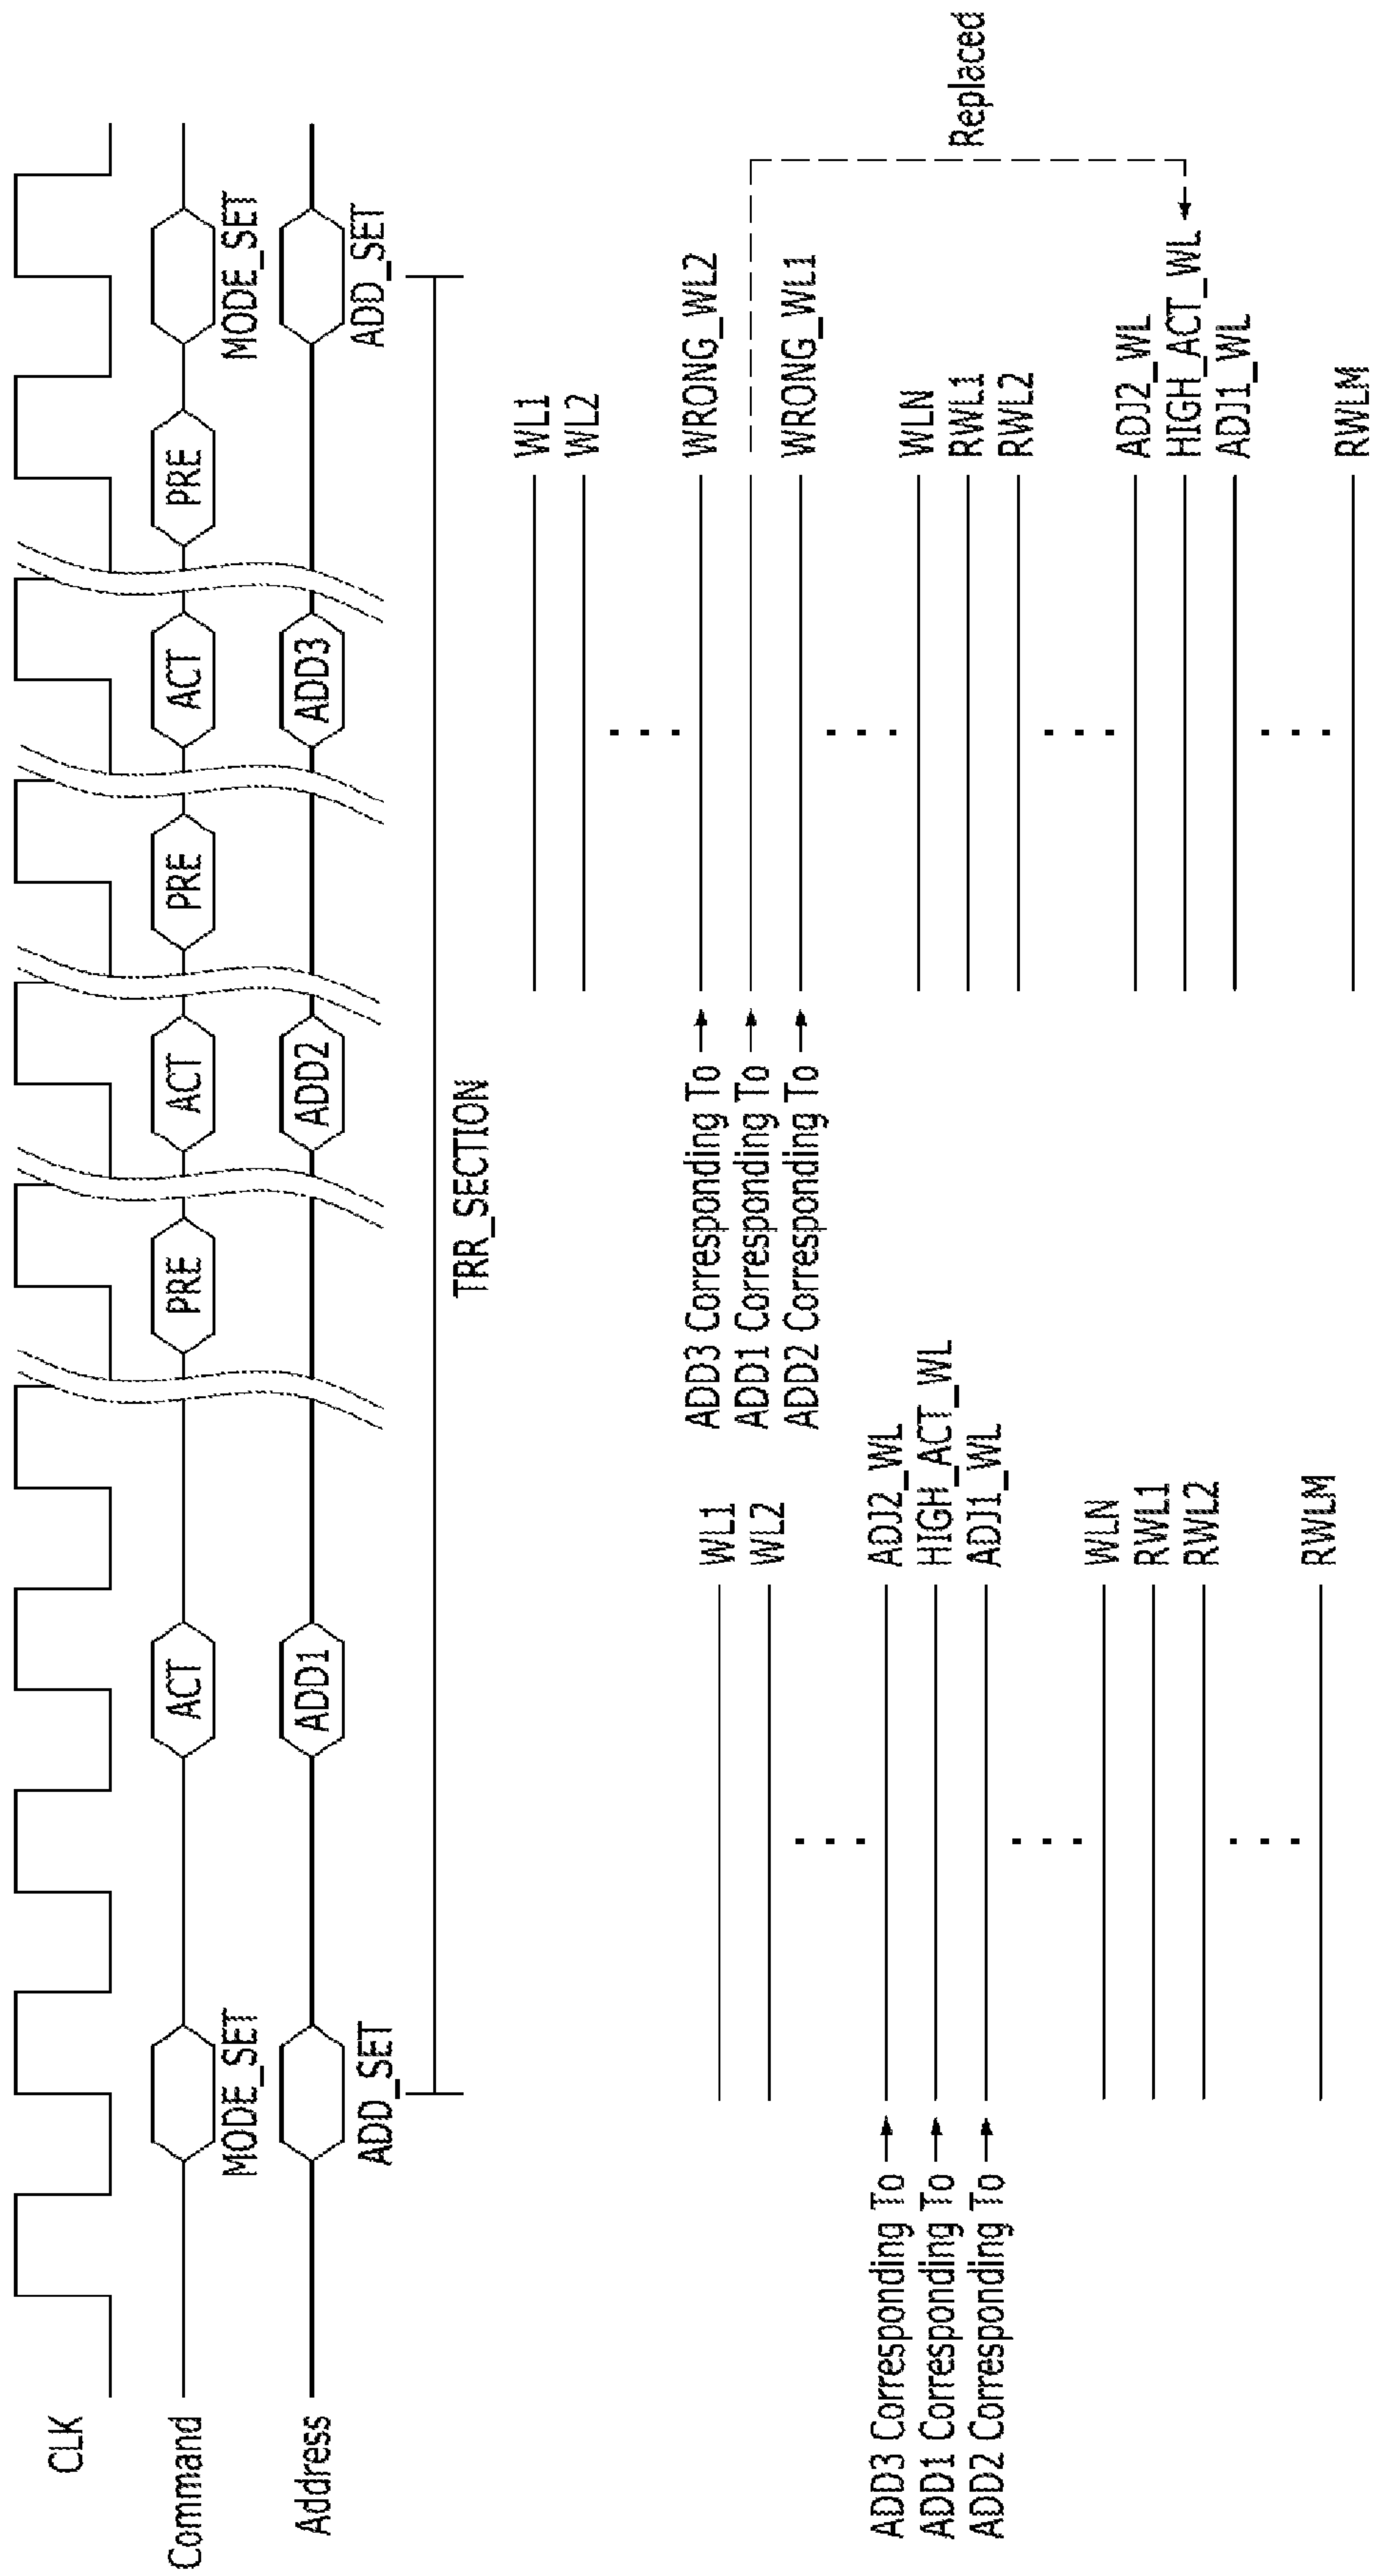 CLK
Command ACT PRE ACT PRE ACT PRE
MODE_SET MODE_SET
Address ADD1 ADD2 ADD3
ADD_SET ADD_SET
TRR_SECTION
WL1
WL2
ADD3 Corresponding To ADJ2_WL
ADD1 Corresponding To HIGH_ACT_WL
ADD2 Corresponding To ADJ1_WL
WLN
RWL1
RWL2
RWLM
WL1
WL2
ADD3 Corresponding To WRONG_WL2
ADD1 Corresponding To
ADD2 Corresponding To WRONG_WL1
WLN
RWL1
RWL2
ADJ2_WL
HIGH_ACT_WL
ADJ1_WL
RWLM
Replaced